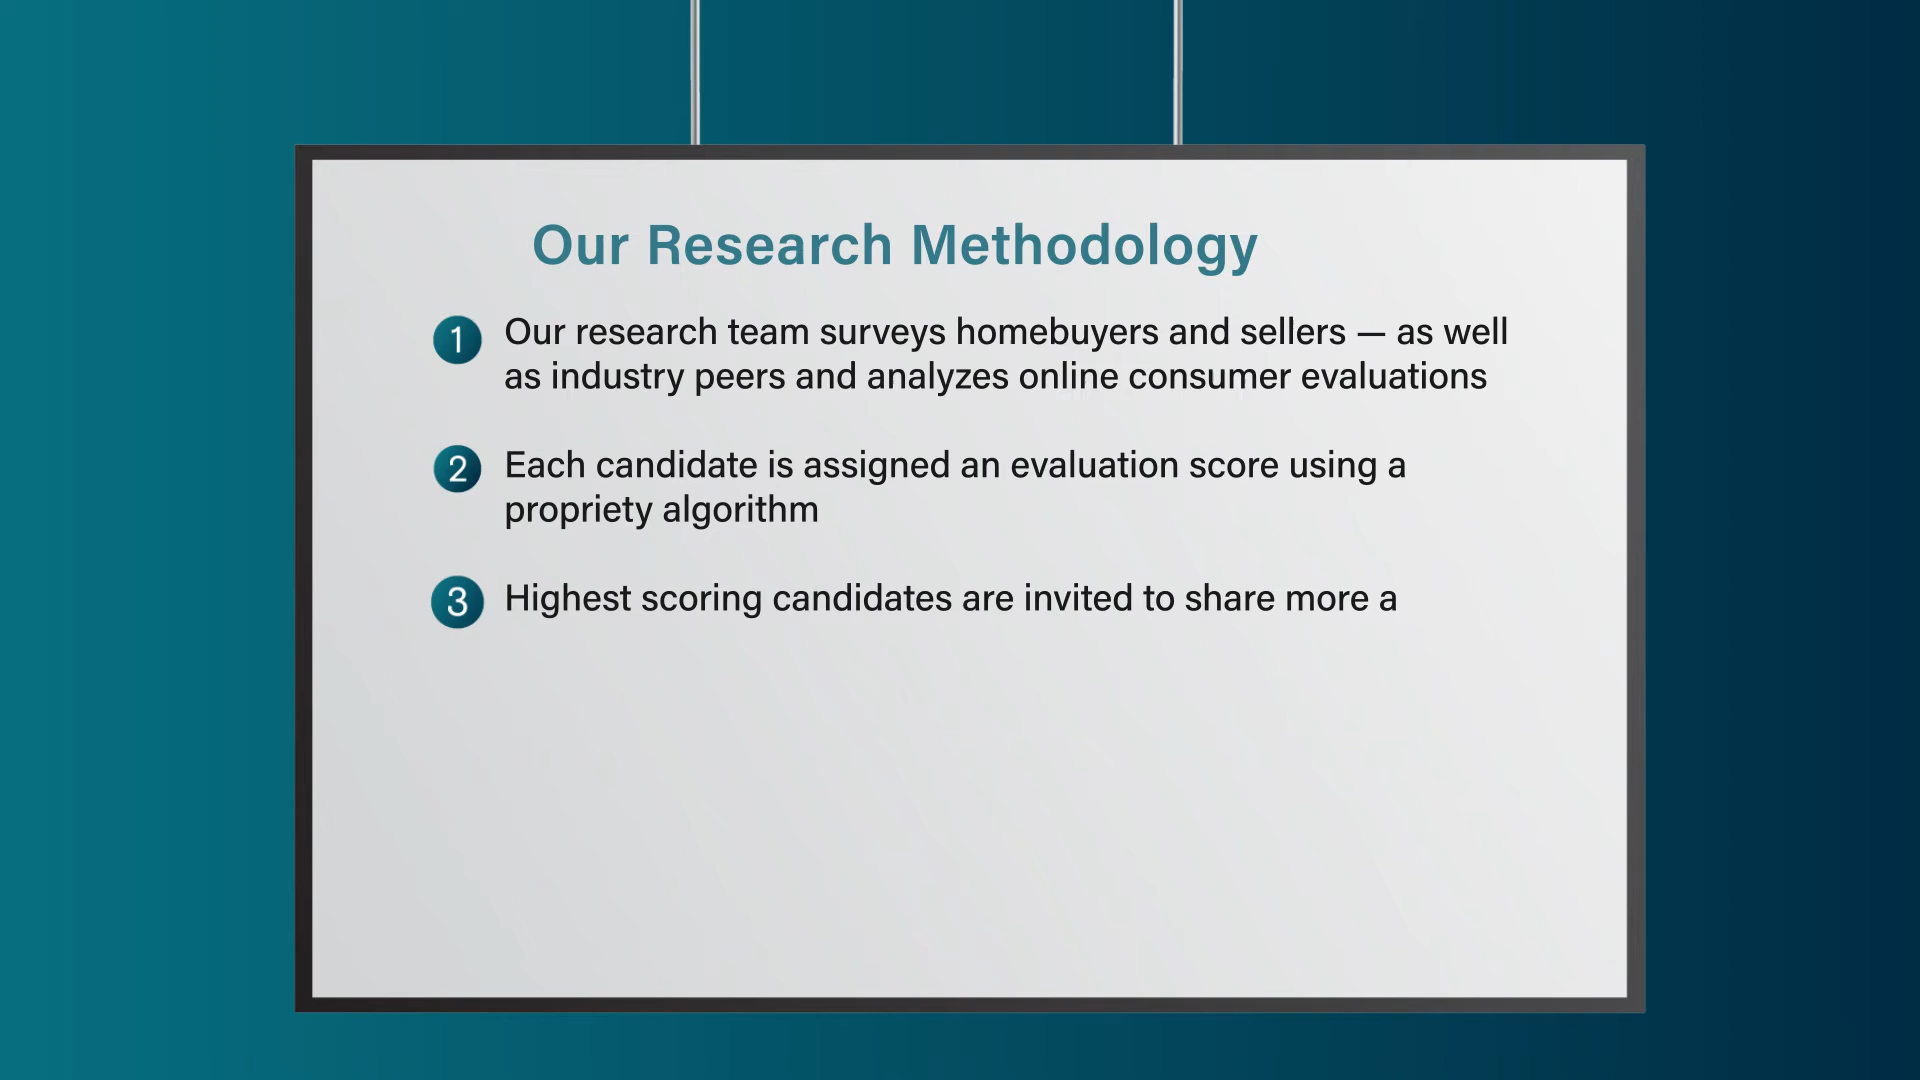 Our Research Methodology
1 Our research team surveys homebuyers and sellers — as well
as industry peers and analyzes online consumer evaluations
2 Each candidate is assigned an evaluation score using a
propriety algorithm
3 Highest scoring candidates are invited to share more a